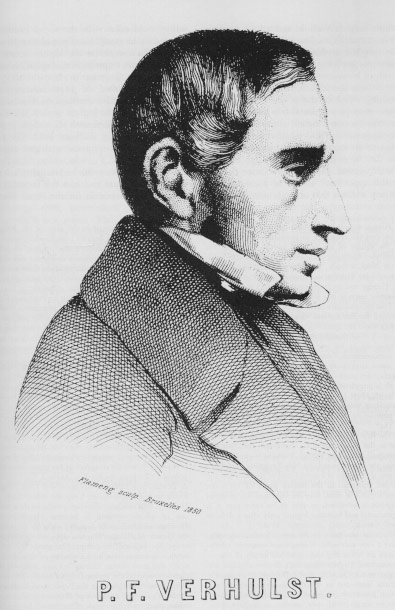 Flameng sculp. Bruxelles 1850
P. F. VERHULST.